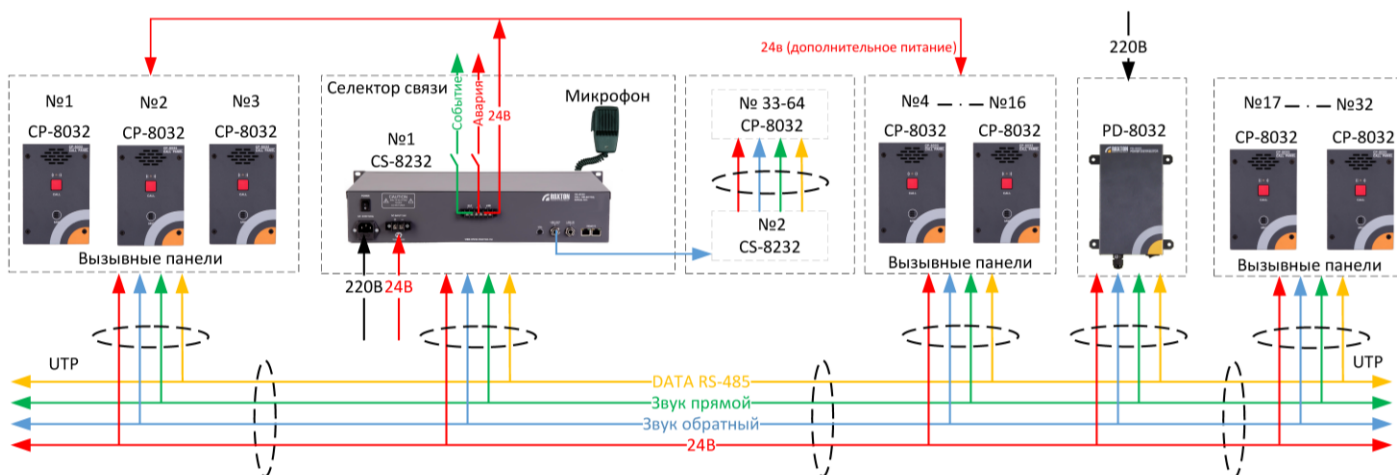 24в (дополнительное питание)
220В
№1 №2 №3
CP-8032 CP-8032 CP-8032
Вызывные панели
Селектор связи
Событие
Авария
24В
Микрофон
№1
CS-8232
ROXTON
220В 24В
№ 33-64
CP-8032
№2
CS-8232
№4 №16
CP-8032 CP-8032
Вызывные панели
PD-8032
№17 №32
CP-8032 CP-8032
Вызывные панели
UTP UTP
DATA RS-485
Звук прямой
Звук обратный
24В